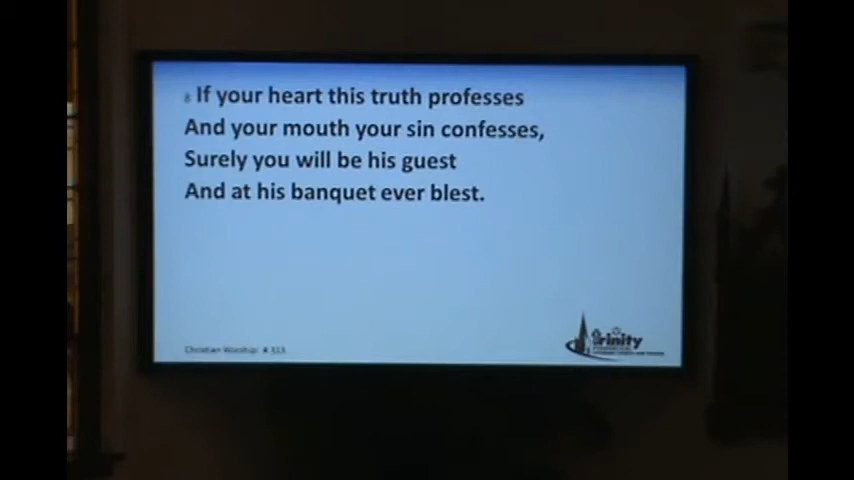 8 If your heart this truth professes
And your mouth your sin confesses,
Surely you will be his guest
And at his banquet ever blest.
Christian Worship: # 313
Trinity